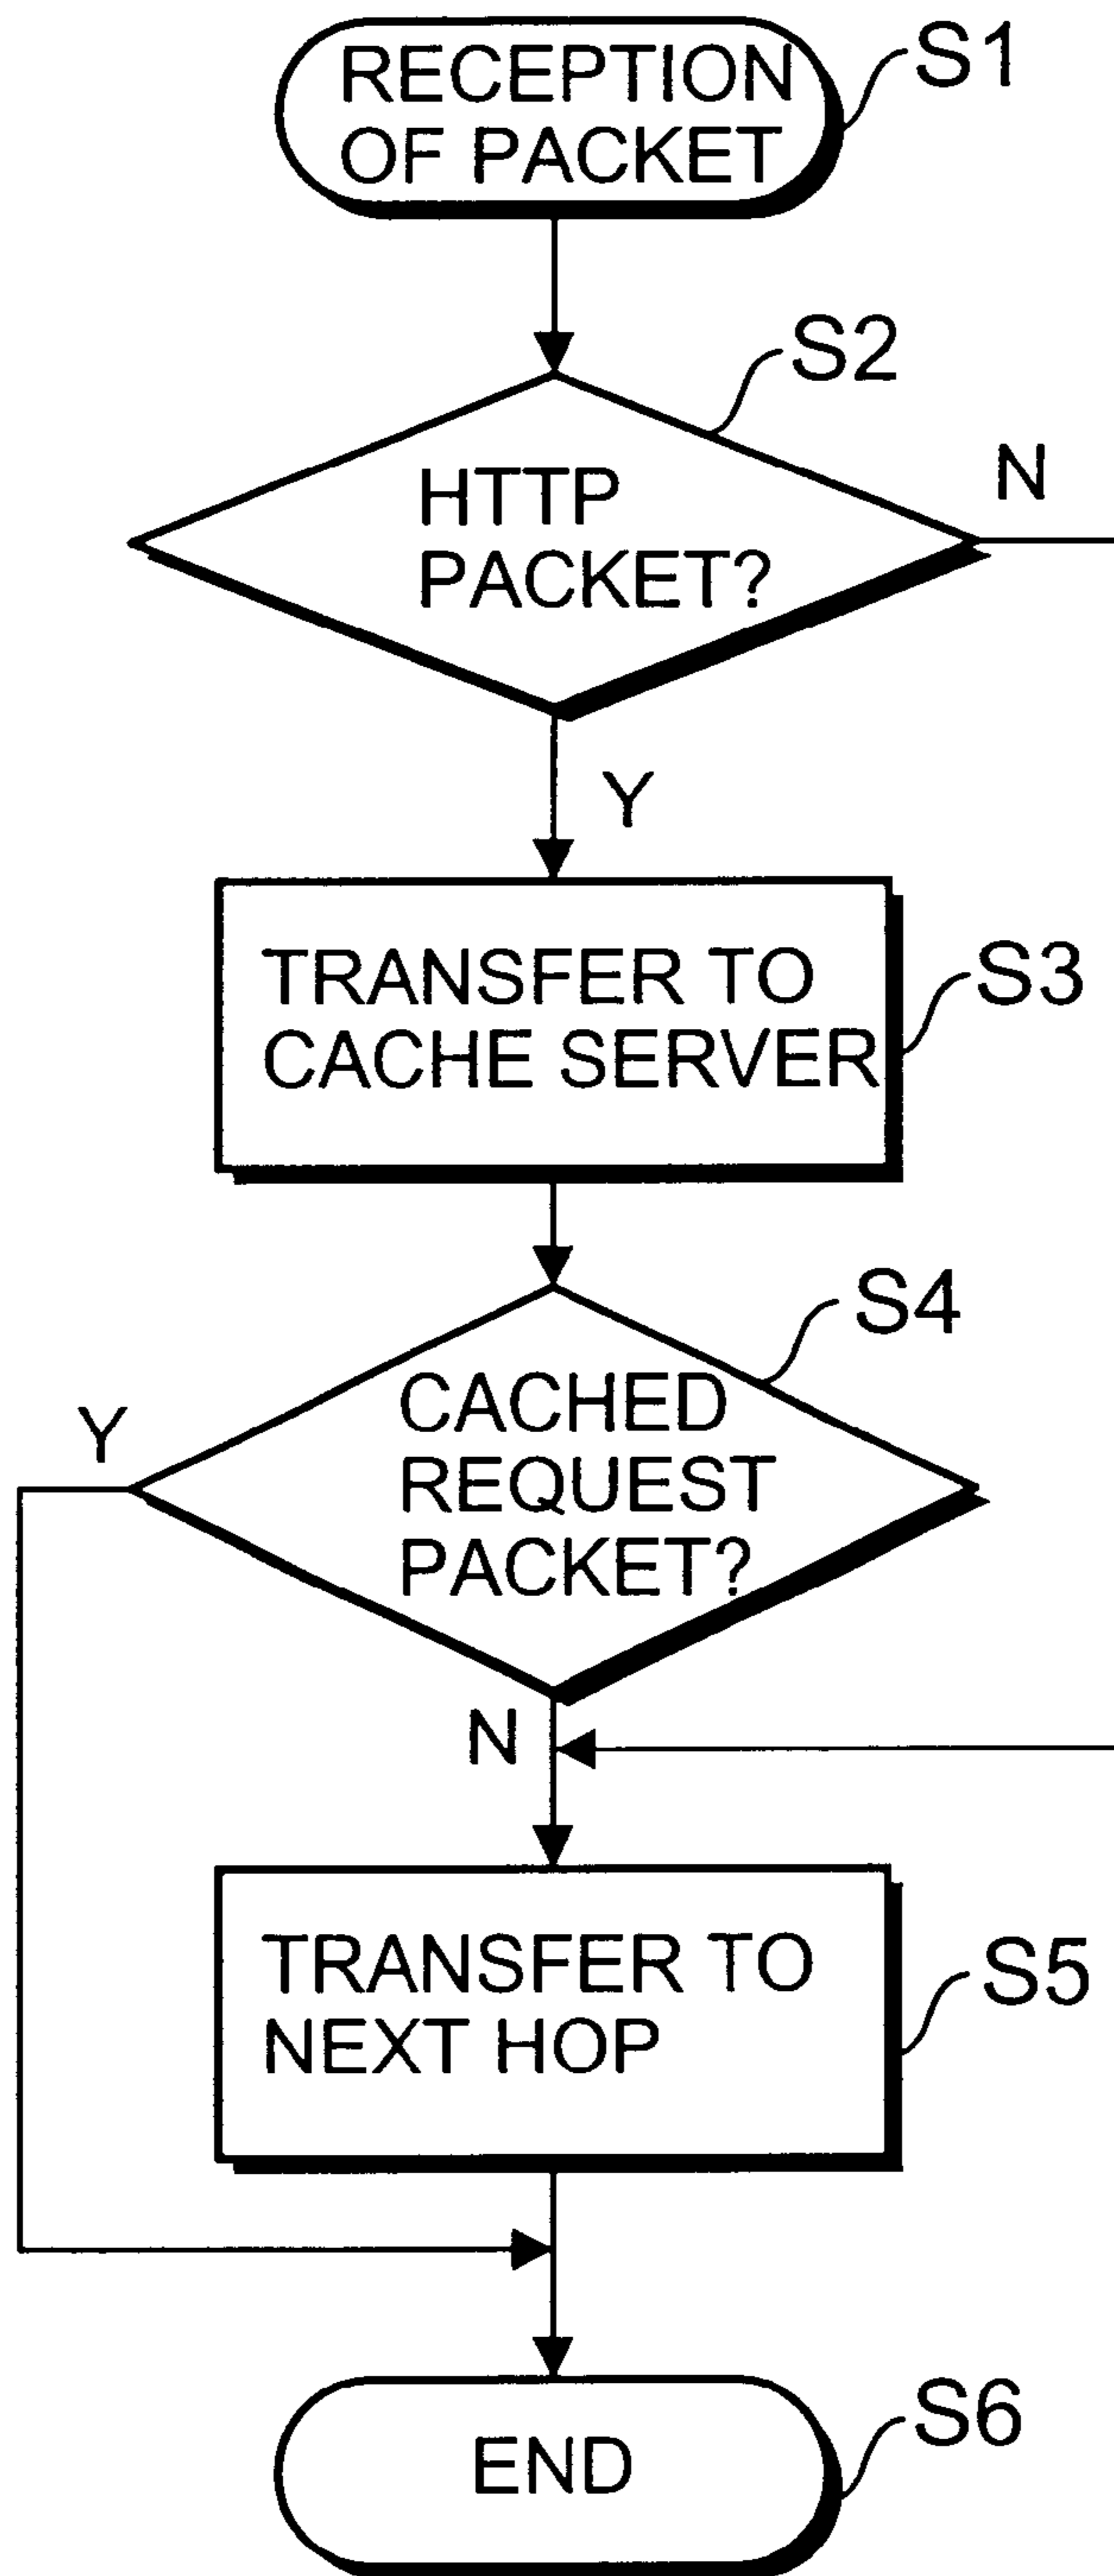 RECEPTION
OF PACKET
S1
S2
HTTP
PACKET?
N
Y
TRANSFER TO
CACHE SERVER
S3
S4
Y
CACHED
REQUEST
PACKET?
N
TRANSFER TO
NEXT HOP
S5
END
S6